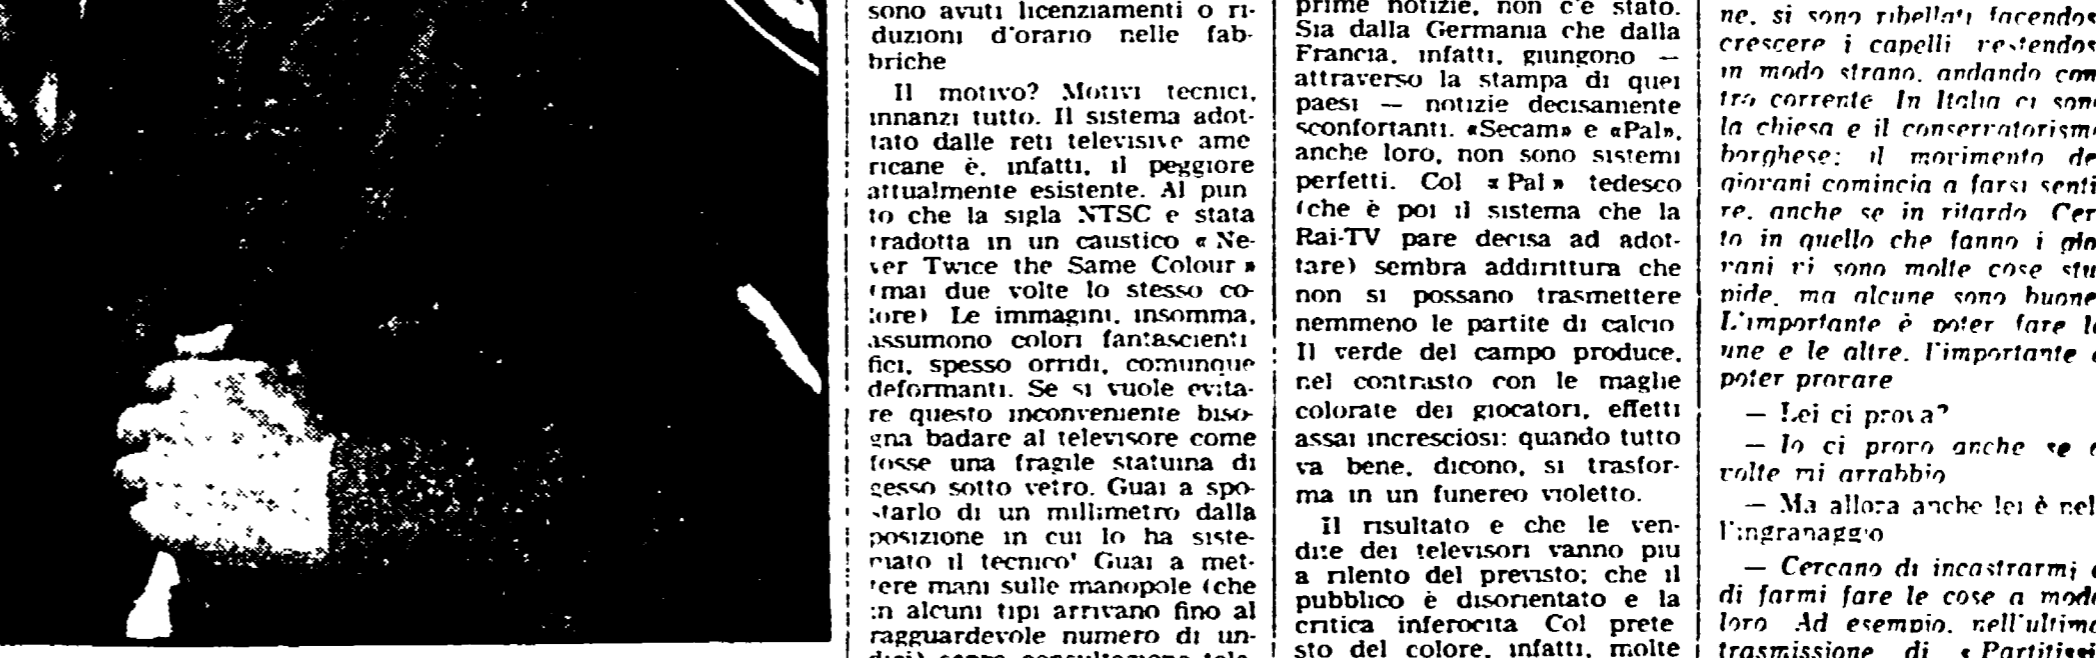 sono avuti licenziamenti o ri-
duzioni d'orario nelle fab-
briche
Il motivo? Motivi tecnici,
innanzi tutto. Il sistema adot-
tato dalle reti televisive ame
ricane è, infatti, il peggiore
attualmente esistente. Al pun
to che la sigla NTSC e stata
tradotta in un caustico « Ne-
ver Twice the Same Colour »
(mai due volte lo stesso co-
lore) Le immagini, insomma,
assumono colori fantascienti
fici, spesso orridi, comunque
deformanti. Se si vuole evita-
re questo inconveniente biso-
gna badare al televisore come
fosse una fragile statuina di
gesso sotto vetro. Guai a spo-
starlo di un millimetro dalla
posizione in cui lo ha siste-
mato il tecnico! Guai a met-
tere mani sulle manopole (che
in alcuni tipi arrivano fino al
ragguardevole numero di un-
prime notizie, non c'è stato.
Sia dalla Germania che dalla
Francia, infatti, giungono —
attraverso la stampa di quei
paesi — notizie decisamente
sconfortanti. «Secam» e «Pal»,
anche loro, non sono sistemi
perfetti. Col « Pal » tedesco
(che è poi il sistema che la
Rai-TV pare decisa ad adot-
tare) sembra addirittura che
non si possano trasmettere
nemmeno le partite di calcio
Il verde del campo produce,
nel contrasto con le maglie
colorate dei giocatori, effetti
assai incresciosi: quando tutto
va bene, dicono, si trasfor-
ma in un funereo violetto.
Il risultato e che le ven-
dite dei televisori vanno piu
a rilento del previsto; che il
pubblico è disorientato e la
critica inferocita Col prete
sto del colore, infatti, molte
ne, si sono ribellati facendos
crescere i capelli vestendos
in modo strano, andando con
tro corrente In Italia ci son
la chiesa e il conservatorism
borghese; il movimento de
giovani comincia a farsi senti
re, anche se in ritardo Cer
to in quello che fanno i gio
vani vi sono molte cose stu
pide, ma alcune sono buone
L'importante è poter fare l
une e le altre, l'importante
poter provare
— Lei ci prova?
— Io ci provo anche se
volte mi arrabbio
— Ma allora anche lei è nel
l'ingranaggio
— Cercano di incastrarmi
di farmi fare le cose a mod
loro Ad esempio, nell'ultim
trasmissione di « Partitiss